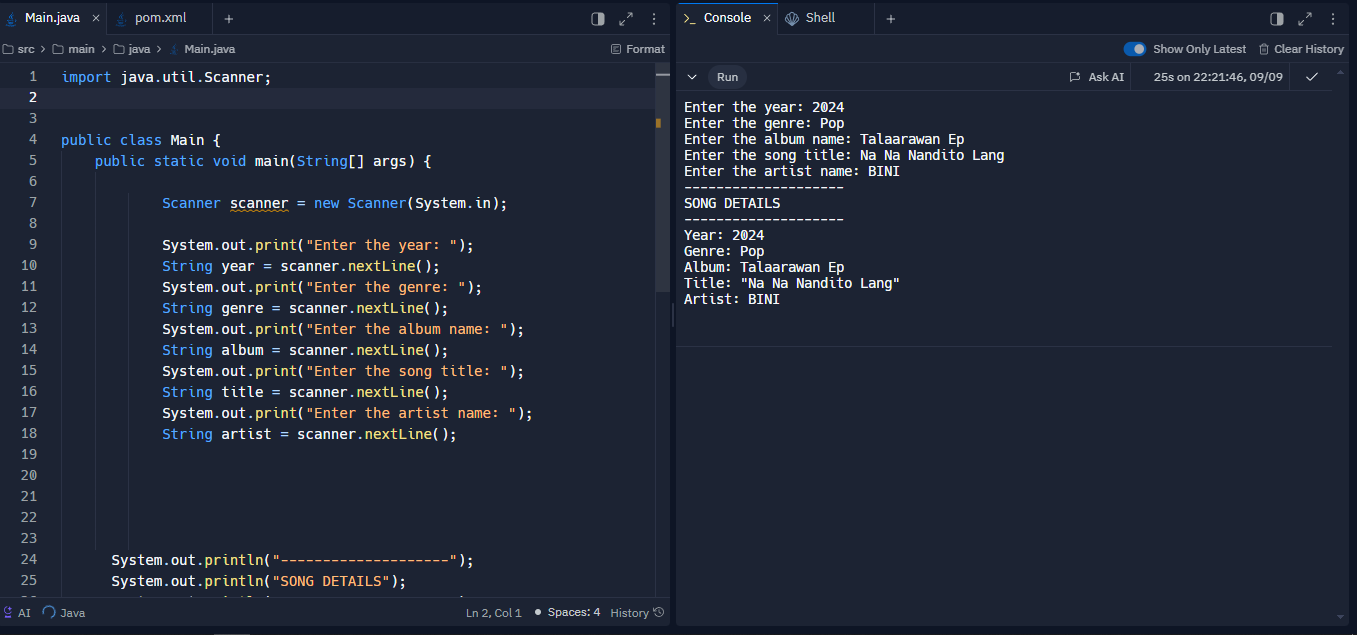 Main.java × pom.xml +
src > main > java > Main.java Format
1 import java.util.Scanner;
2
3
4 public class Main {
5 public static void main(String[] args) {
6
7 Scanner scanner = new Scanner(System.in);
8
9 System.out.print("Enter the year: ");
10 String year = scanner.nextLine();
11 System.out.print("Enter the genre: ");
12 String genre = scanner.nextLine();
13 System.out.print("Enter the album name: ");
14 String album = scanner.nextLine();
15 System.out.print("Enter the song title: ");
16 String title = scanner.nextLine();
17 System.out.print("Enter the artist name: ");
18 String artist = scanner.nextLine();
19
20
21
22
23
24 System.out.println("--------------------");
25 System.out.println("SONG DETAILS");
AI Java Ln 2, Col 1 Spaces: 4 History
Console × Shell +
Show Only Latest Clear History
Run Ask AI 25s on 22:21:46, 09/09
Enter the year: 2024
Enter the genre: Pop
Enter the album name: Talaarawan Ep
Enter the song title: Na Na Nandito Lang
Enter the artist name: BINI
--------------------
SONG DETAILS
--------------------
Year: 2024
Genre: Pop
Album: Talaarawan Ep
Title: "Na Na Nandito Lang"
Artist: BINI